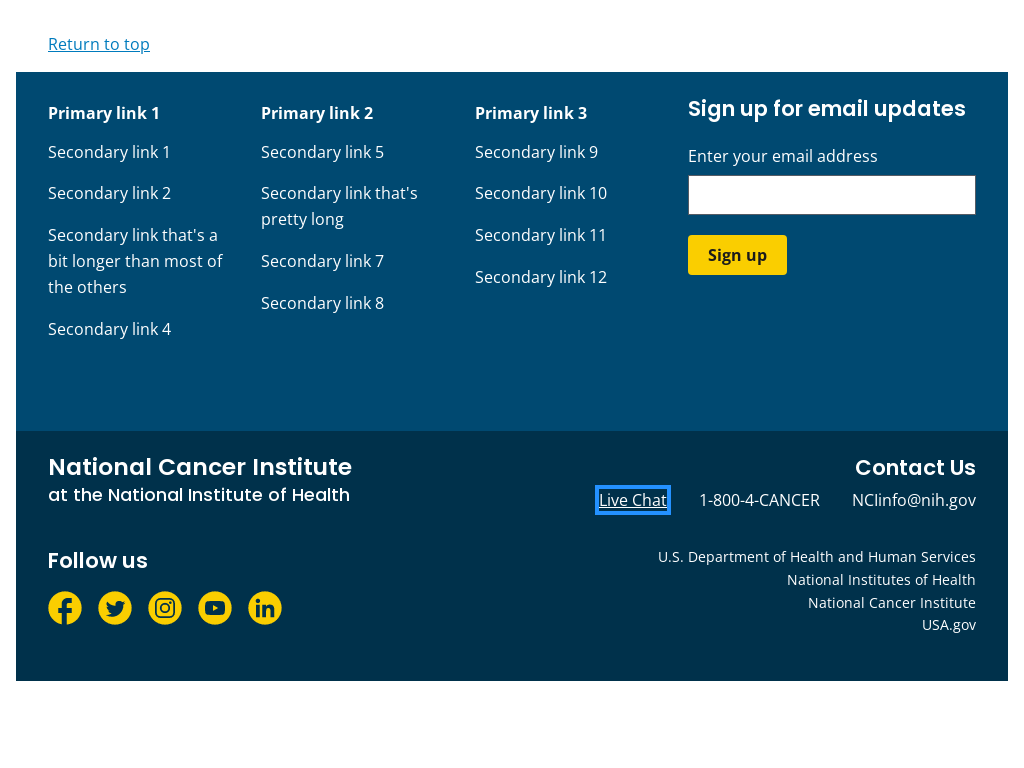 Return to top
Primary link 1
Secondary link 1
Secondary link 2
Secondary link that's a
bit longer than most of
the others
Secondary link 4
Primary link 2
Secondary link 5
Secondary link that's
pretty long
Secondary link 7
Secondary link 8
Primary link 3
Secondary link 9
Secondary link 10
Secondary link 11
Secondary link 12
Sign up for email updates
Enter your email address
Sign up
National Cancer Institute
at the National Institute of Health
Contact Us
Live Chat
1-800-4-CANCER
NCIinfo@nih.gov
Follow us
U.S. Department of Health and Human Services
National Institutes of Health
National Cancer Institute
USA.gov